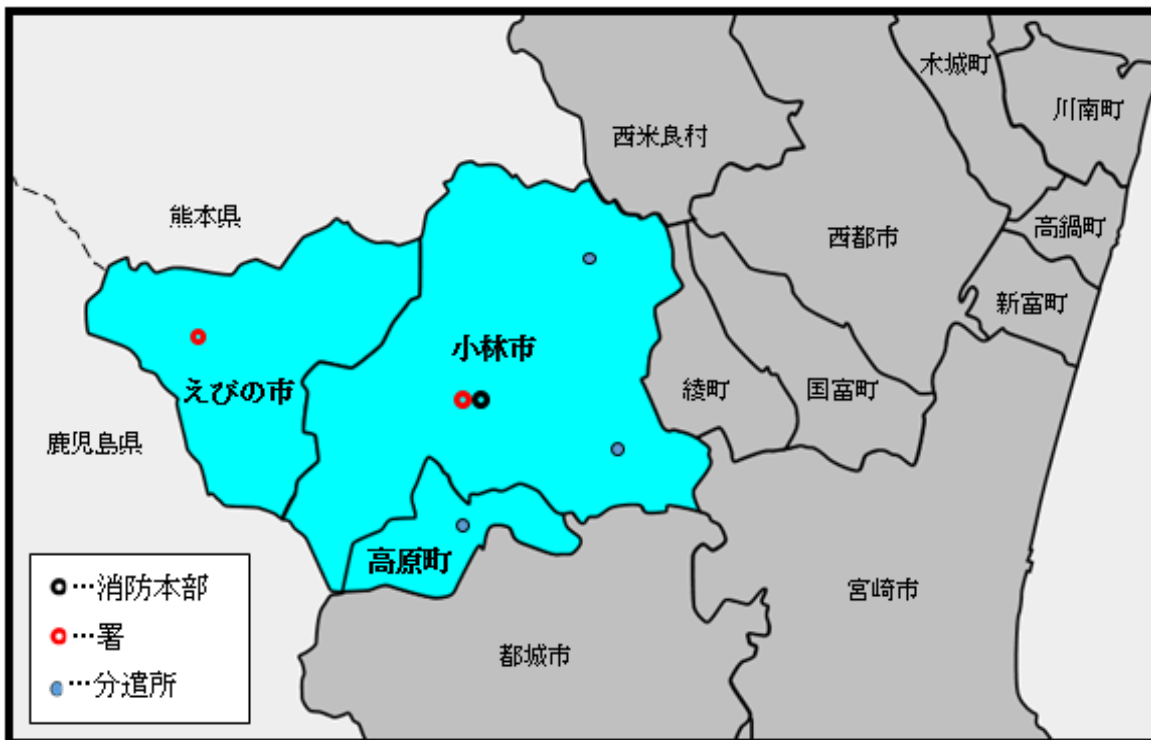 木城町
川南町
西米良村
熊本県
西都市
高鍋町
新富町
小林市
えびの市
綾町
国富町
鹿児島県
高原町
宮崎市
都城市
…消防本部
…署
…分遣所